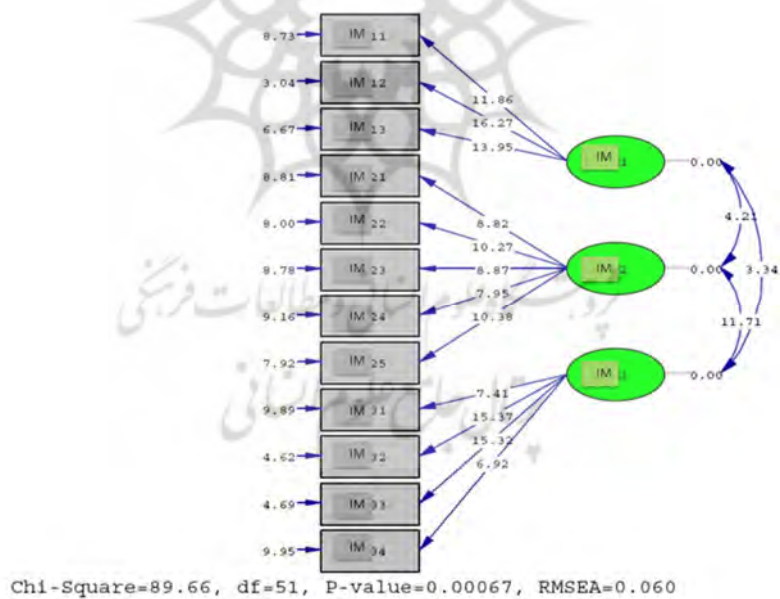 8.73 IM 11
3.04 IM 12
11.86
6.67 IM 13
16.27
13.95
IM 0.00
8.81 IM 21
4.21
8.00 IM 22
8.82
10.27
8.78 IM 23
8.87
IM 0.00
3.34
7.95
9.16 IM 24
10.38
11.71
7.92 IM 25
IM 0.00
9.89 IM 31
7.41
15.37
4.62 IM 32
15.32
6.92
4.69 IM 33
9.95 IM 34
Chi-Square=89.66, df=51, P-value=0.00067, RMSEA=0.060